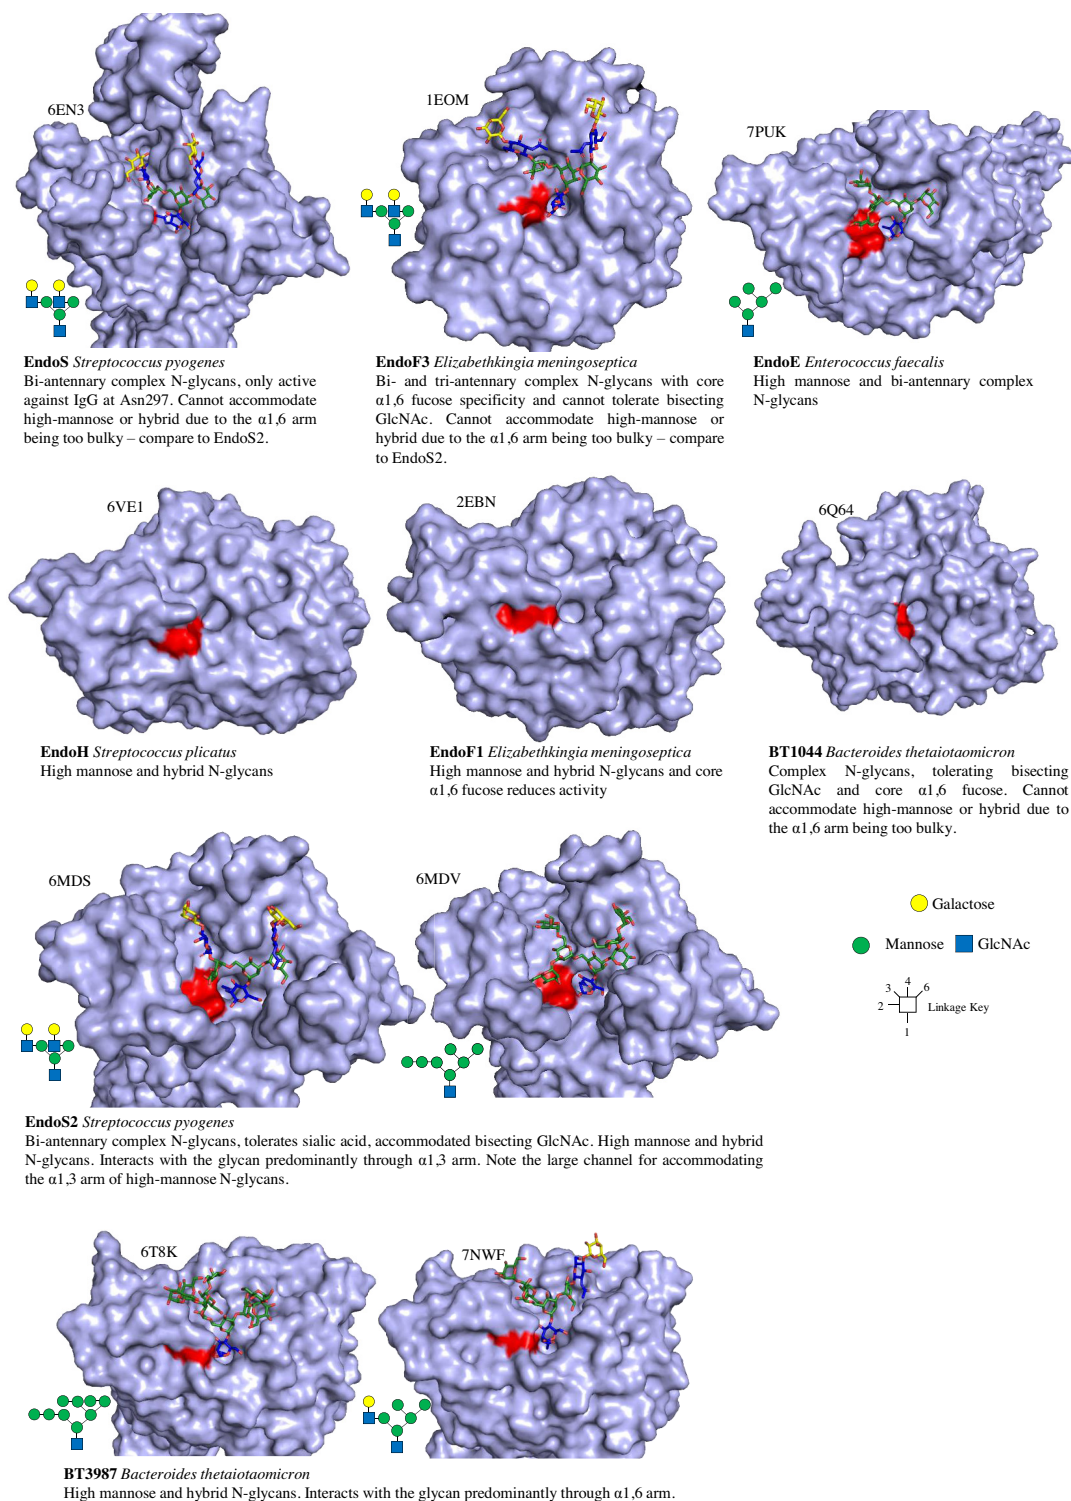 6EN3
1EOM
7PUK
EndoS Streptococcus pyogenes
Bi-antennary complex N-glycans, only active
against IgG at Asn297. Cannot accommodate
high-mannose or hybrid due to the α1,6 arm
being too bulky – compare to EndoS2.
EndoF3 Elizabethkingia meningoseptica
Bi- and tri-antennary complex N-glycans with core
α1,6 fucose specificity and cannot tolerate bisecting
GlcNAc. Cannot accommodate high-mannose or
hybrid due to the α1,6 arm being too bulky – compare
to EndoS2.
EndoE Enterococcus faecalis
High mannose and bi-antennary complex
N-glycans
6VE1
2EBN
6Q64
EndoH Streptococcus plicatus
High mannose and hybrid N-glycans
EndoF1 Elizabethkingia meningoseptica
High mannose and hybrid N-glycans and core
α1,6 fucose reduces activity
BT1044 Bacteroides thetaiotaomicron
Complex N-glycans, tolerating bisecting
GlcNAc and core α1,6 fucose. Cannot
accommodate high-mannose or hybrid due to
the α1,6 arm being too bulky.
6MDS
6MDV
Galactose
Mannose GlcNAc
3 4 6
2 Linkage Key
1
EndoS2 Streptococcus pyogenes
Bi-antennary complex N-glycans, tolerates sialic acid, accommodated bisecting GlcNAc. High mannose and hybrid
N-glycans. Interacts with the glycan predominantly through α1,3 arm. Note the large channel for accommodating
the α1,3 arm of high-mannose N-glycans.
6T8K
7NWF
BT3987 Bacteroides thetaiotaomicron
High mannose and hybrid N-glycans. Interacts with the glycan predominantly through α1,6 arm.